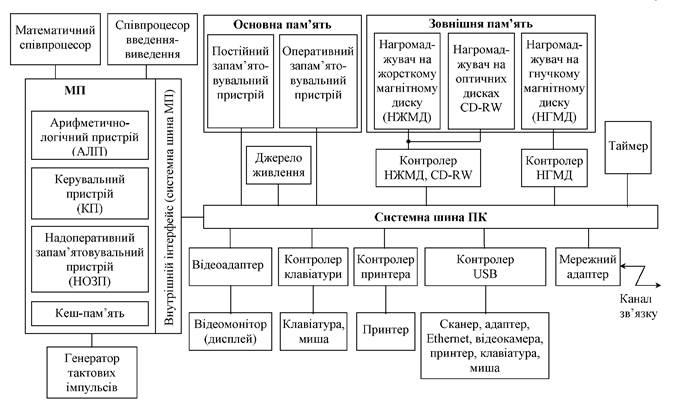 Математичний
співпроцесор
Співпроцесор
введення-
виведення
МП
Арифметично-
логічний пристрій
(АЛП)
Керувальний
пристрій
(КП)
Надоперативний
запам’ятовувальний
пристрій
(НОЗП)
Кеш-пам’ять
Внутрішній інтерфейс (системна шина МП)
Генератор
тактових
імпульсів
Основна пам’ять
Постійний
запам’ято-
вувальний
пристрій
Оперативний
запам’ято-
вувальний
пристрій
Зовнішня пам’ять
Нагромад-
жувач на
жорсткому
магнітному
диску
(НЖМД)
Нагромад-
жувач на
оптичних
дисках
CD-RW
Нагромад-
жувач на
гнучкому
магнітному
диску
(НГМД)
Джерело
живлення
Контролер
НЖМД, CD-RW
Контролер
НГМД
Таймер
Системна шина ПК
Відеоадаптер
Контролер
клавіатури
Контролер
принтера
Контролер
USB
Мережний
адаптер
Канал
зв’язку
Відеомонітор
(дисплей)
Клавіатура,
миша
Принтер
Сканер, адаптер,
Ethernet, відеокамера,
принтер, клавіатура,
миша